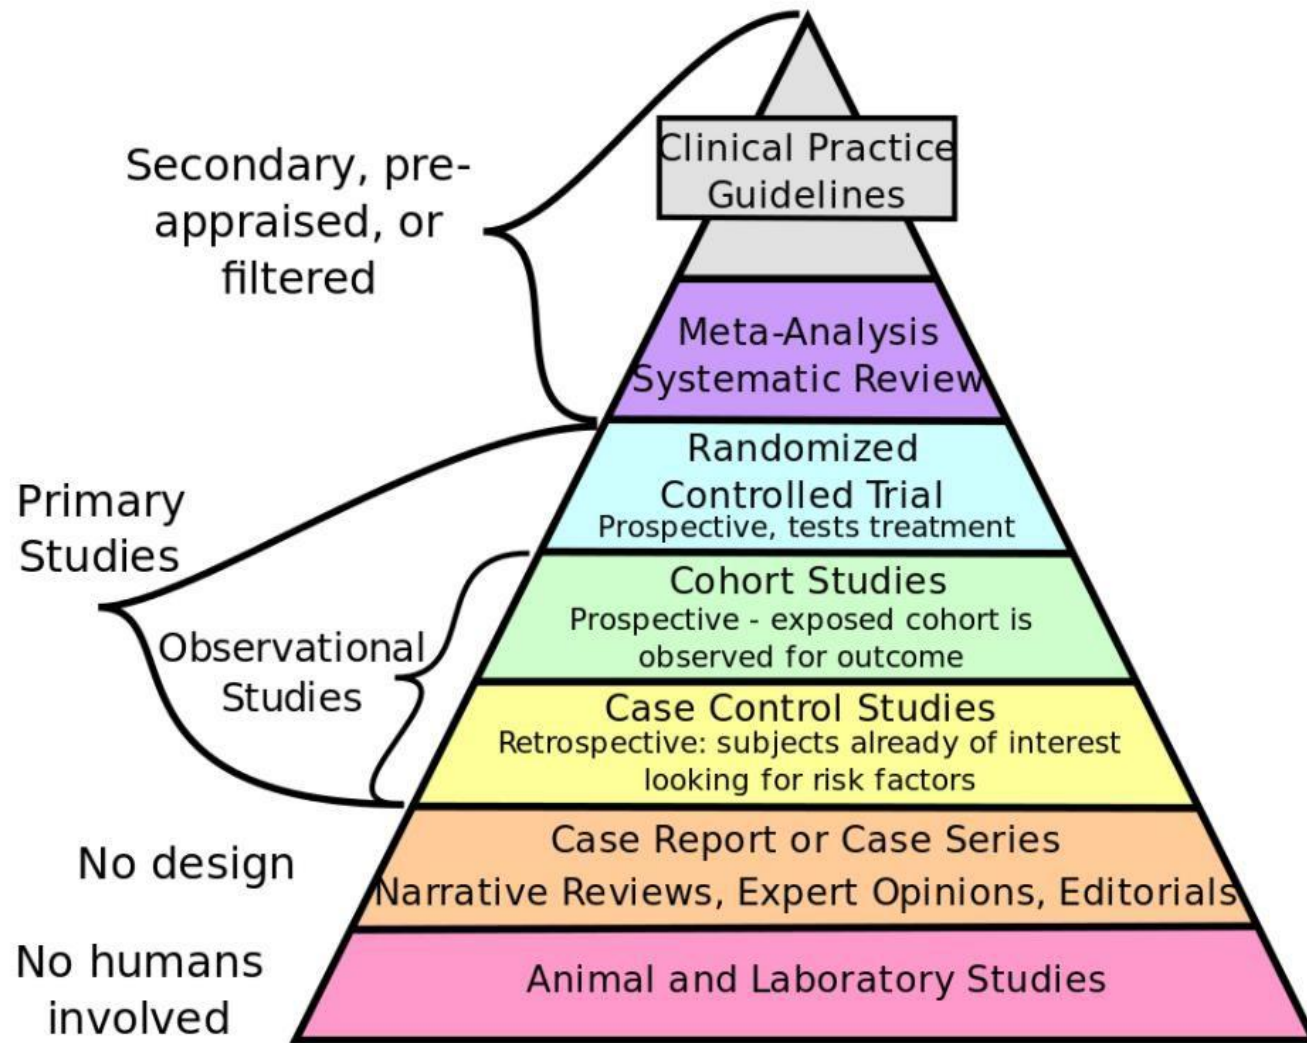 Secondary, pre-
appraised, or
filtered
Clinical Practice
Guidelines
Meta-Analysis
Systematic Review
Primary
Studies
Randomized
Controlled Trial
Prospective, tests treatment
Observational
Studies
Cohort Studies
Prospective - exposed cohort is
observed for outcome
Case Control Studies
Retrospective: subjects already of interest
looking for risk factors
No design
Case Report or Case Series
Narrative Reviews, Expert Opinions, Editorials
No humans
involved
Animal and Laboratory Studies